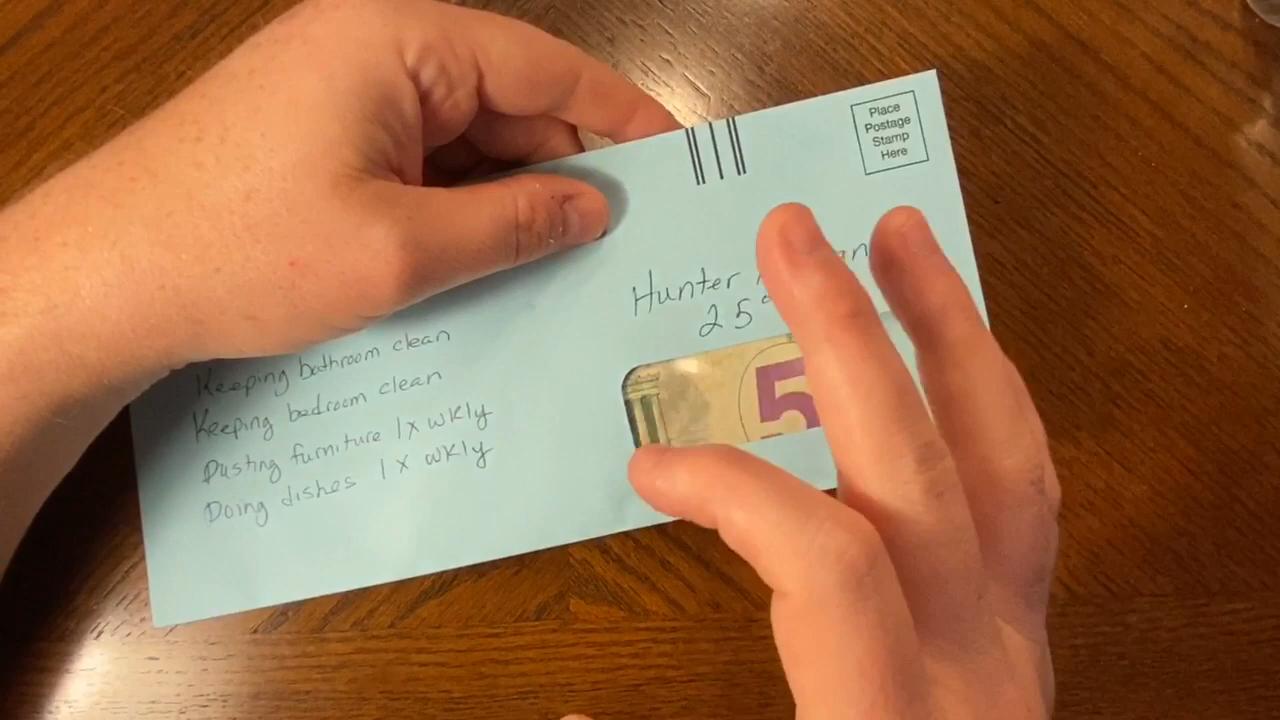 Place
Postage
Stamp
Here
Hunter
25
5
Keeping bathroom clean
Keeping bedroom clean
Dusting furniture 1x wkly
Doing dishes 1x wkly